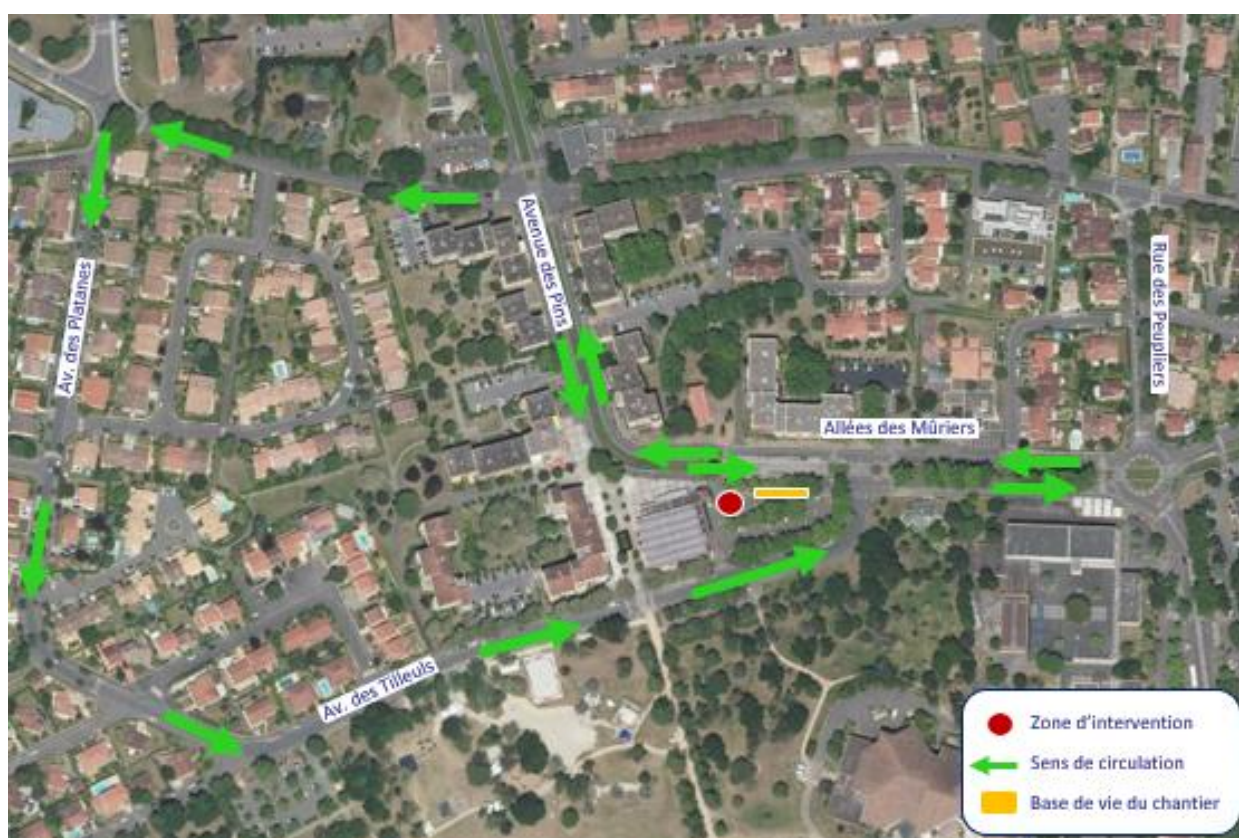 Avenue des Pins
Av. des Platanes
Rue des Peupliers
Allées des Mûriers
Av. des Tilleuls
Zone d'intervention
Sens de circulation
Base de vie du chantier